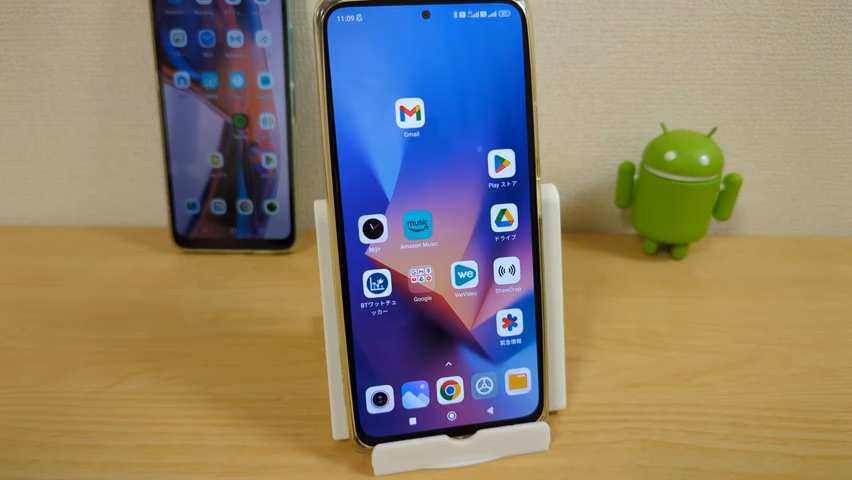 11:09
Gmail
Play ストア
music
時計
Amazon Music
ドライブ
we
BTワットチェ
ッカー
Google
WeVideo
ShareDrop
緊急情報